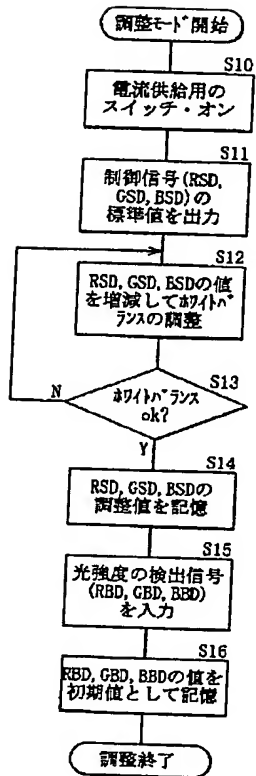 調整モード開始
S10
電流供給用の
スイッチ・オン
S11
制御信号(RSD,
GSD, BSD)の
標準値を出力
S12
RSD, GSD, BSDの値
を増減してホワイトバ
ランスの調整
S13
ホワイトバランス
ok?
N
Y
S14
RSD, GSD, BSDの
調整値を記憶
S15
光強度の検出信号
(RBD, GBD, BBD)
を入力
S16
RBD, GBD, BBDの値を
初期値として記憶
調整終了